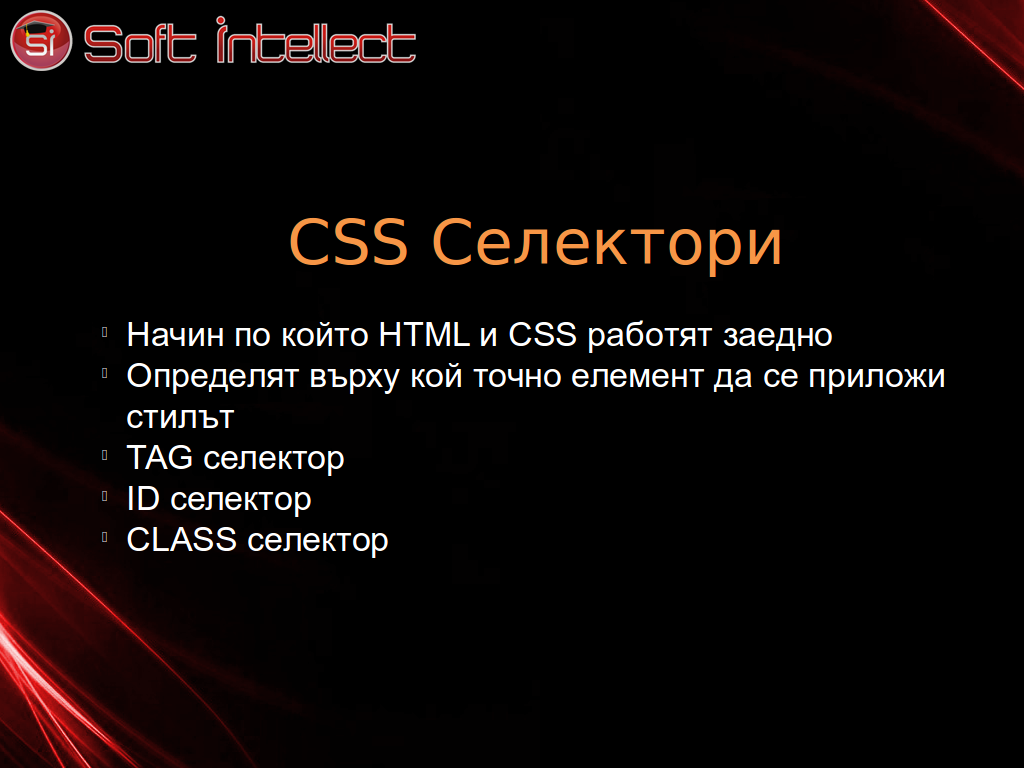 Si Soft Intellect
CSS Селектори
Начин по който HTML и CSS работят заедно
Определят върху кой точно елемент да се приложи
стилът
TAG селектор
ID селектор
CLASS селектор